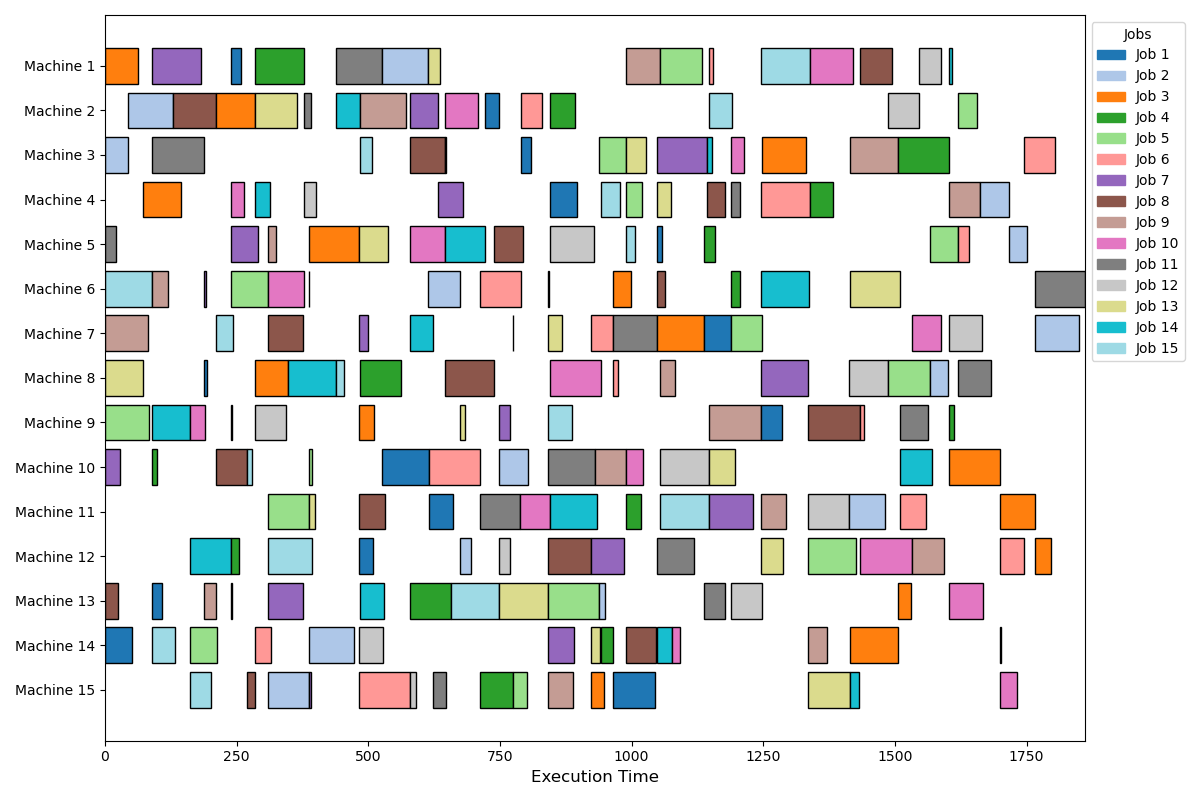 Machine 1
Machine 2
Machine 3
Machine 4
Machine 5
Machine 6
Machine 7
Machine 8
Machine 9
Machine 10
Machine 11
Machine 12
Machine 13
Machine 14
Machine 15
0 250 500 750 1000 1250 1500 1750
Execution Time
Jobs
Job 1
Job 2
Job 3
Job 4
Job 5
Job 6
Job 7
Job 8
Job 9
Job 10
Job 11
Job 12
Job 13
Job 14
Job 15